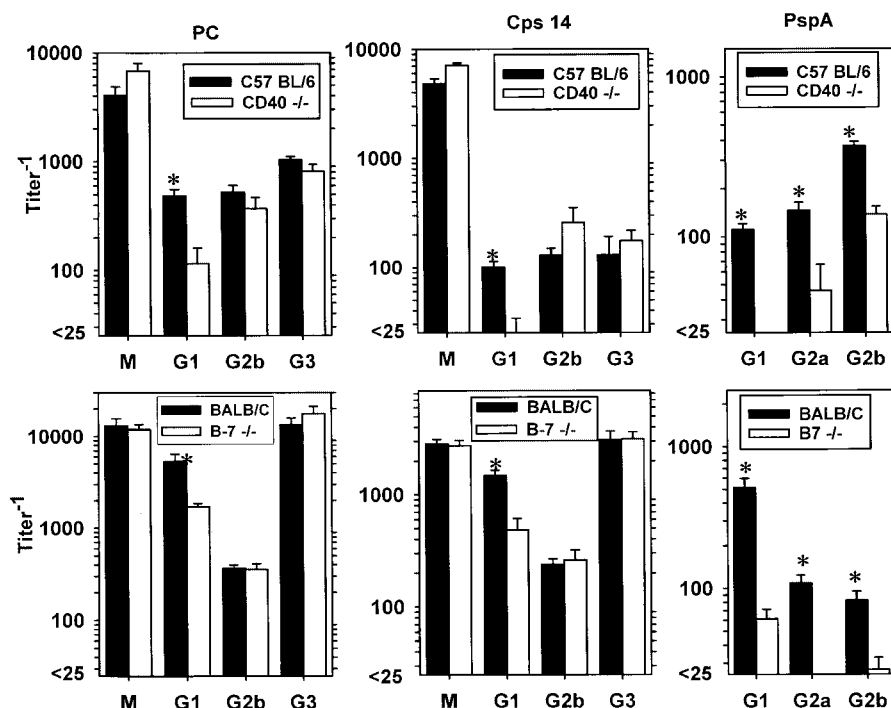 PC
Cps 14
PspA
Titer-1
10000
1000
100
<25
C57 BL/6
CD40 -/-
*
M G1 G2b G3
10000
1000
100
<25
C57 BL/6
CD40 -/-
*
M G1 G2b G3
1000
100
<25
C57 BL/6
CD40 -/-
*
*
*
G1 G2a G2b
Titer-1
10000
1000
100
<25
BALB/C
B-7 -/-
*
M G1 G2b G3
1000
100
<25
BALB/C
B-7 -/-
*
M G1 G2b G3
1000
100
<25
BALB/C
B7 -/-
*
*
*
G1 G2a G2b